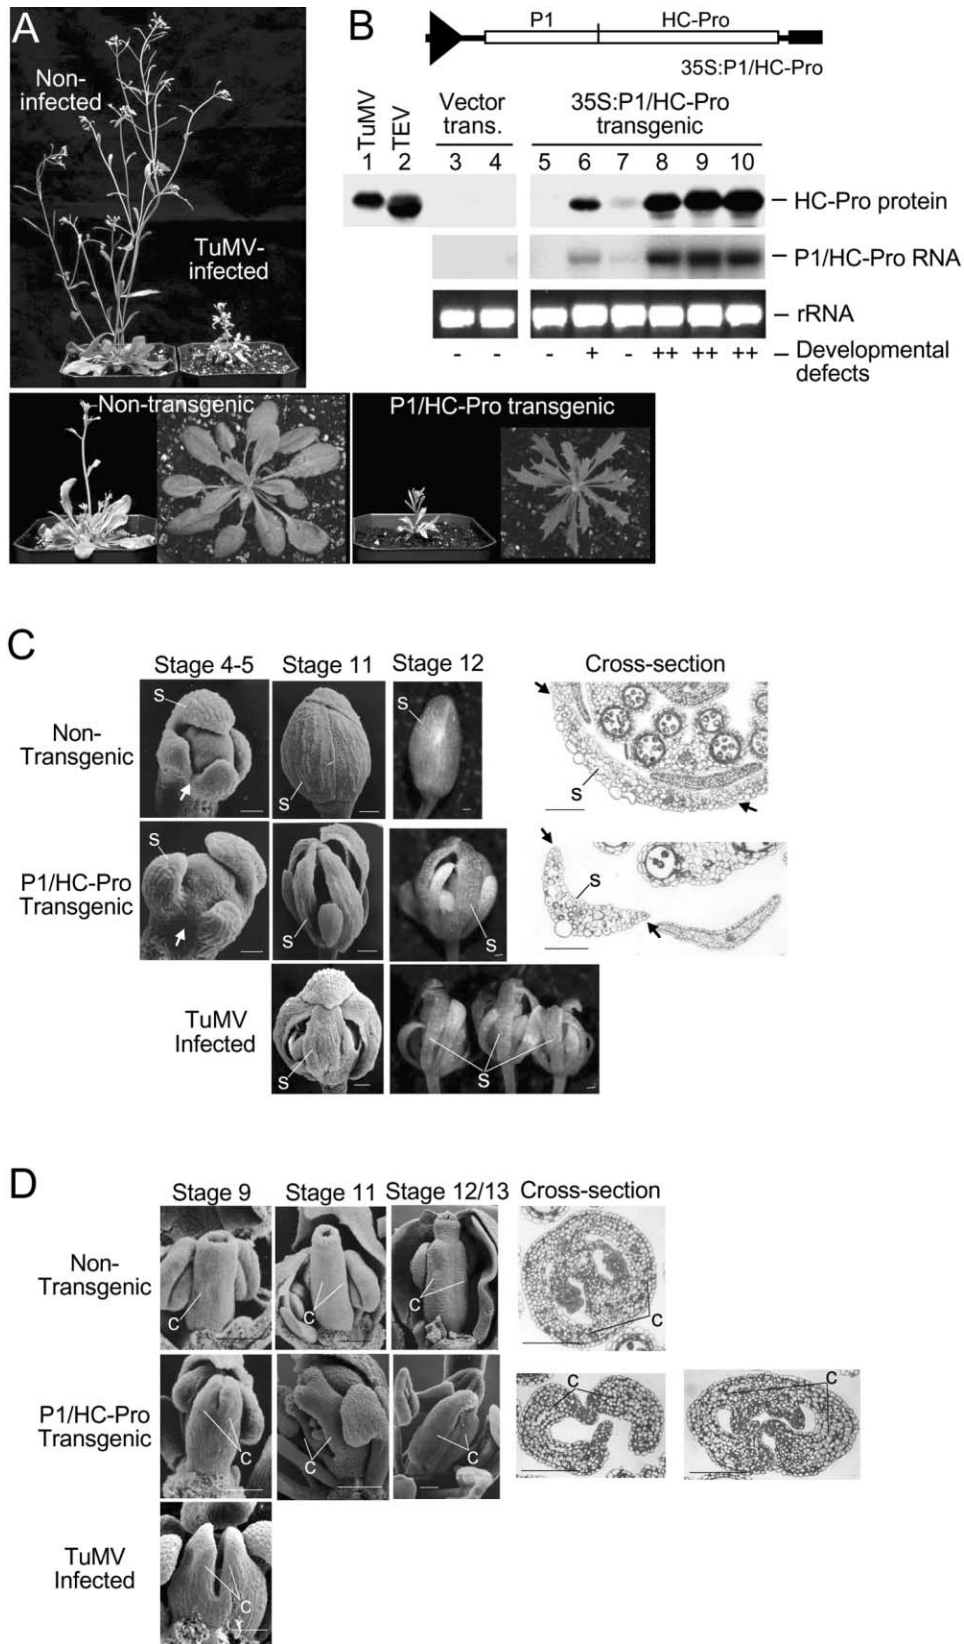 A
Non-
infected
TuMV-
infected
B
P1
HC-Pro
35S:P1/HC-Pro
TuMV
TEV
Vector
trans.
35S:P1/HC-Pro
transgenic
1 2 3 4 5 6 7 8 9 10
HC-Pro protein
P1/HC-Pro RNA
rRNA
- - - + - ++ ++ ++
Developmental
defects
Non-transgenic
P1/HC-Pro transgenic
C
Stage 4-5
Stage 11
Stage 12
Cross-section
Non-
Transgenic
S
S
S
S
P1/HC-Pro
Transgenic
S
S
S
S
TuMV
Infected
S
S
D
Stage 9
Stage 11
Stage 12/13
Cross-section
Non-
Transgenic
C
C
C
C
P1/HC-Pro
Transgenic
C
C
C
C
C
TuMV
Infected
C